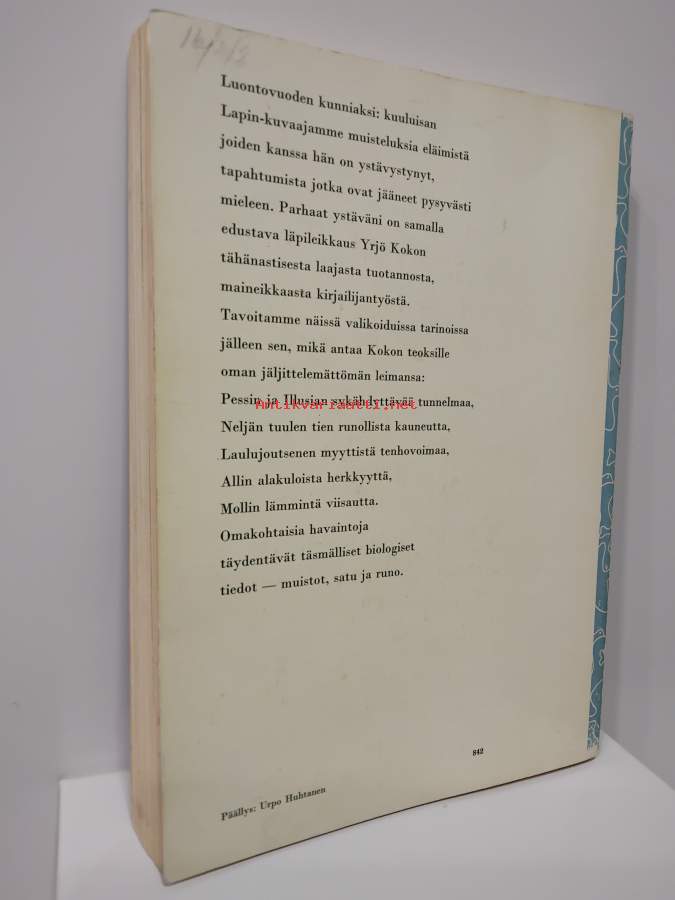 Luontovuoden kunniaksi: kuuluisan
Lapin-kuvaajamme muisteluksia eläimistä
joiden kanssa hän on ystävystynyt,
tapahtumista jotka ovat jääneet pysyvästi
mieleen. Parhaat ystäväni on samalla
edustava läpileikkaus Yrjö Kokon
tähänastisesta laajasta tuotannosta,
maineikkaasta kirjailijantyöstä.
Tavoitamme näissä valikoiduissa tarinoissa
jälleen sen, mikä antaa Kokon teoksille
oman jäljittelemättömän leimansa:
Pessin ja Illusian sykähdyttävää tunnelmaa,
Antikvariaatti.net
Neljän tuulen tien runollista kauneutta,
Laulujoutsenen myyttistä tenhovoimaa,
Allin alakuloista herkkyyttä,
Mollin lämmintä viisautta.
Omakohtaisia havaintoja
täydentävät täsmälliset biologiset
tiedot — muistot, satu ja runo.
842
Päällys: Urpo Huhtanen